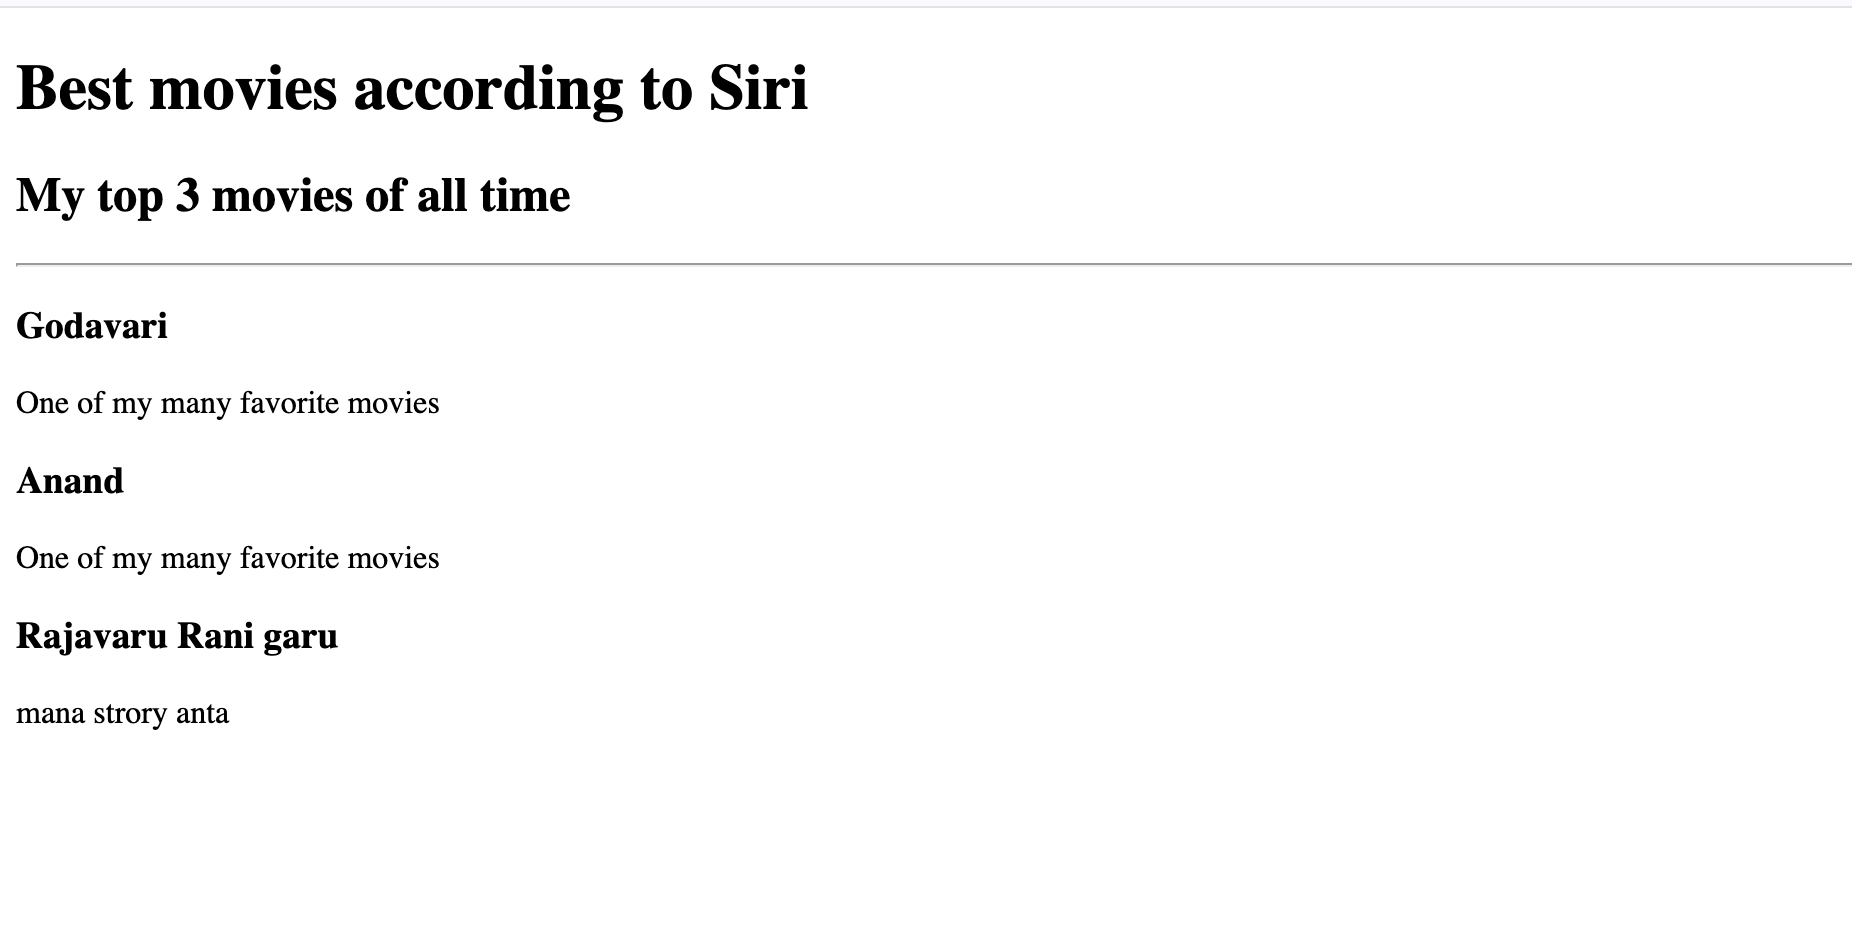 Best movies according to Siri
My top 3 movies of all time
Godavari
One of my many favorite movies
Anand
One of my many favorite movies
Rajavaru Rani garu
mana strory anta